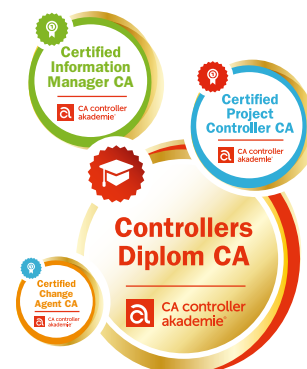 Certified
Information
Manager CA
CA controller
akademie®
Certified
Project
Controller CA
CA controller
akademie®
Controllers
Diplom CA
CA controller
akademie®
Certified
Change
Agent CA
CA controller
akademie®